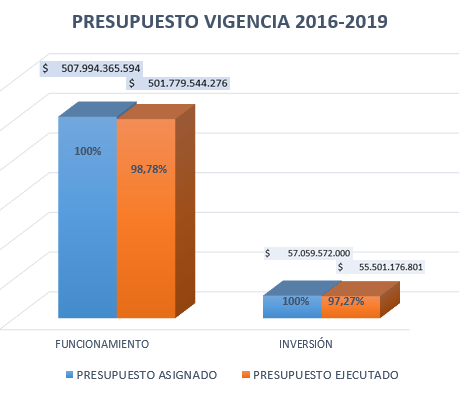 PRESUPUESTO VIGENCIA 2016-2019
$ 507.994.365.594
$ 501.779.544.276
100%
98,78%
$ 57.059.572.000
$ 55.501.176.801
100% 97,27%
FUNCIONAMIENTO INVERSIÓN
PRESUPUESTO ASIGNADO PRESUPUESTO EJECUTADO